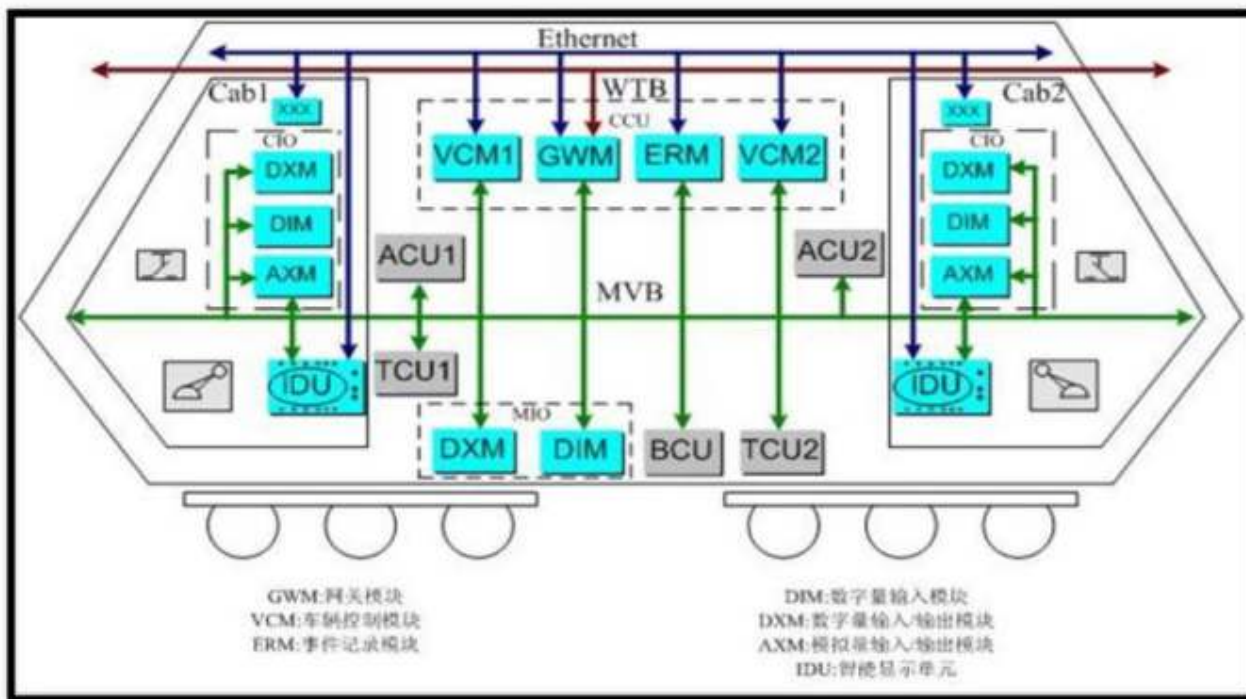 Ethernet
WTB
Cab1
XXX
CIO
DXM
DIM
AXM
IDU
CCU
VCM1
GWM
ERM
VCM2
Cab2
XXX
CIO
DXM
DIM
AXM
IDU
ACU1
ACU2
MVB
TCU1
MIO
DXM
DIM
BCU
TCU2
GWM:网关模块
VCM:车辆控制模块
ERM:事件记录模块
DIM:数字量输入模块
DXM:数字量输入/输出模块
AXM:模拟量输入/输出模块
IDU:智能显示单元